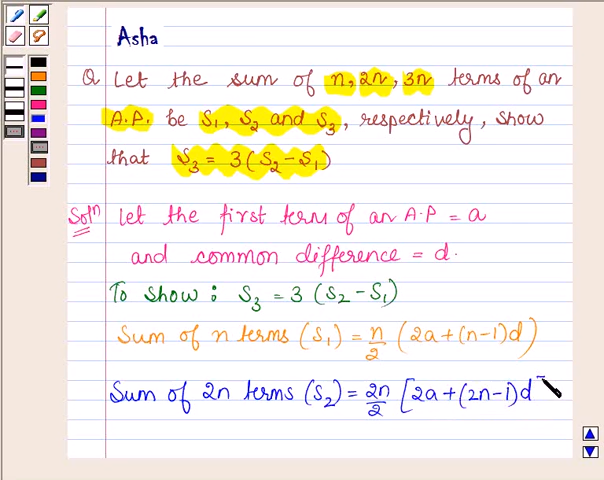 Asha
Q Let the sum of n, 2n, 3n terms of an
A.P. be S₁, S₂ and S₃, respectively, show
that S₃ = 3(S₂-S₁)
Solⁿ Let the first term of an A.P = a
and common difference = d.
To show : S₃ = 3 (S₂-S₁)
Sum of n terms (S₁) = n/2 (2a+(n-1)d)
Sum of 2n terms (S₂) = 2n/2 [2a+(2n-1)d